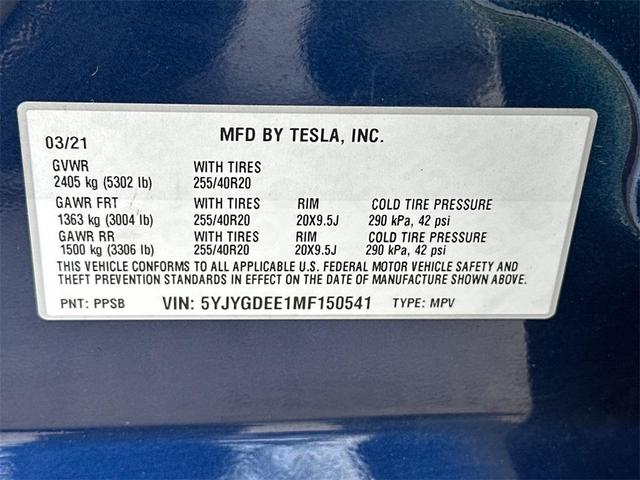 03/21 MFD BY TESLA, INC.
GVWR WITH TIRES
2405 kg (5302 lb) 255/40R20
GAWR FRT WITH TIRES RIM COLD TIRE PRESSURE
1363 kg (3004 lb) 255/40R20 20X9.5J 290 kPa, 42 psi
GAWR RR WITH TIRES RIM COLD TIRE PRESSURE
1500 kg (3306 lb) 255/40R20 20X9.5J 290 kPa, 42 psi
THIS VEHICLE CONFORMS TO ALL APPLICABLE U.S. FEDERAL MOTOR VEHICLE SAFETY AND
THEFT PREVENTION STANDARDS IN EFFECT ON THE DATE OF MANUFACTURE SHOWN ABOVE.
PNT: PPSB VIN: 5YJYGDEE1MF150541 TYPE: MPV